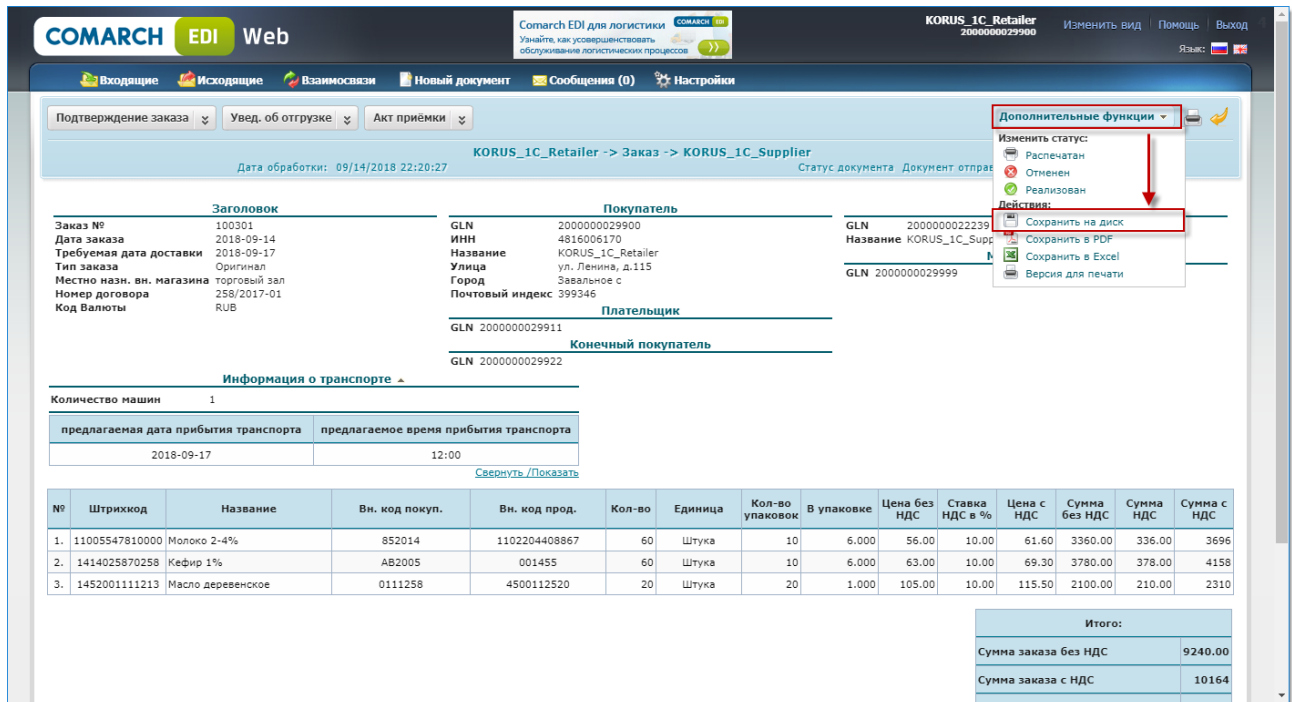 COMARCH EDI Web
Comarch EDI для логистики COMARCH EDI
Узнайте, как усовершенствовать
обслуживание логистических процессов
KORUS_1C_Retailer
2000000029900
Изменить вид Помощь Выход
Язык:
Входящие Исходящие Взаимосвязи Новый документ Сообщения (0) Настройки
Подтверждение заказа Увед. об отгрузке Акт приёмки
Дополнительные функции
KORUS_1C_Retailer -> Заказ -> KORUS_1C_Supplier
Дата обработки: 09/14/2018 22:20:27
Статус документа Документ отправ
Изменить статус:
Распечатан
Отменен
Реализован
Действия:
Сохранить на диск
Сохранить в PDF
Сохранить в Excel
Версия для печати
Заголовок
Заказ № 100301
Дата заказа 2018-09-14
Требуемая дата доставки 2018-09-17
Тип заказа Оригинал
Местно назн. вн. магазина торговый зал
Номер договора 258/2017-01
Код Валюты RUB
Покупатель
GLN 2000000029900
ИНН 4816006170
Название KORUS_1C_Retailer
Улица ул. Ленина, д.115
Город Завальное с
Почтовый индекс 399346
Плательщик
GLN 2000000029911
Конечный покупатель
GLN 2000000029922
GLN 2000000022239
Название KORUS_1C_Supp
М
GLN 2000000029999
Информация о транспорте
Количество машин 1
предлагаемая дата прибытия транспорта предлагаемое время прибытия транспорта
2018-09-17 12:00
Свернуть /Показать
№ Штрихкод Название Вн. код покуп. Вн. код прод. Кол-во Единица Кол-во упаковок В упаковке Цена без НДС Ставка НДС в % Цена с НДС Сумма без НДС Сумма НДС Сумма с НДС
1. 11005547810000 Молоко 2-4% 852014 1102204408867 60 Штука 10 6.000 56.00 10.00 61.60 3360.00 336.00 3696
2. 1414025870258 Кефир 1% AB2005 001455 60 Штука 10 6.000 63.00 10.00 69.30 3780.00 378.00 4158
3. 1452001111213 Масло деревенское 0111258 4500112520 20 Штука 20 1.000 105.00 10.00 115.50 2100.00 210.00 2310
Итого:
Сумма заказа без НДС 9240.00
Сумма заказа с НДС 10164